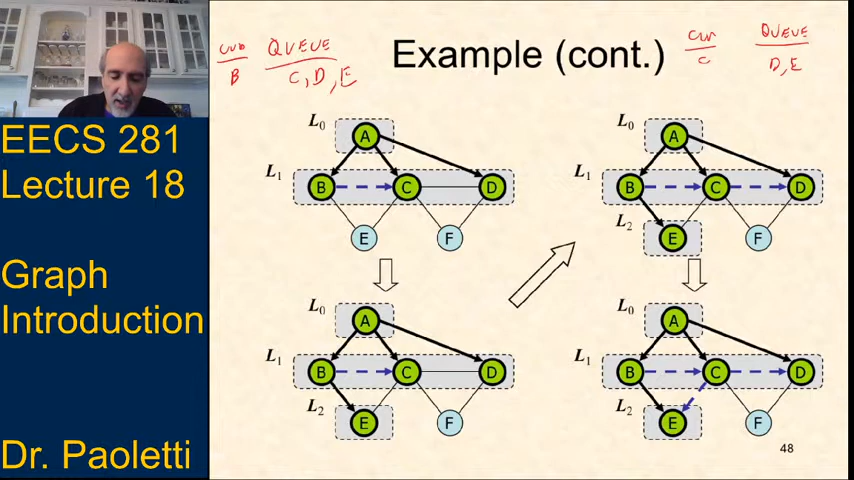 EECS 281
Lecture 18
Graph
Introduction
Dr. Paoletti
Example (cont.)
B
QUEUE
C, D, E
cur
C
QUEUE
D, E
L0
A
L1
B C D
E F
L0
A
L1
B C D
L2
E F
L0
A
L1
B C D
L2
E F
L0
A
L1
B C D
L2
E F
48